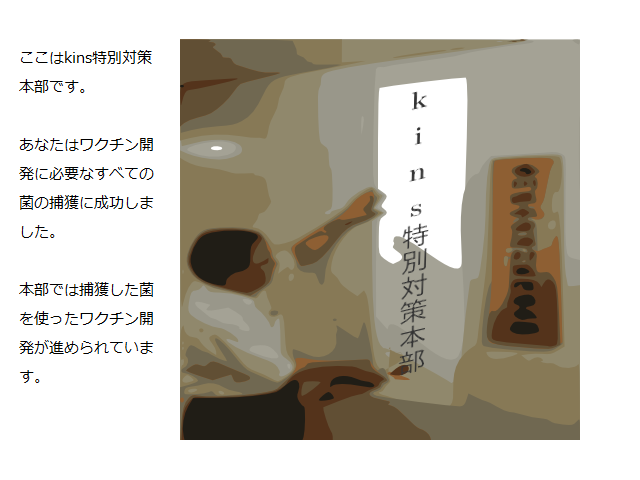 ここはkins特別対策
本部です。
あなたはワクチン開
発に必要なすべての
菌の捕獲に成功しま
した。
本部では捕獲した菌
を使ったワクチン開
発が進められていま
す。
kins特別対策本部